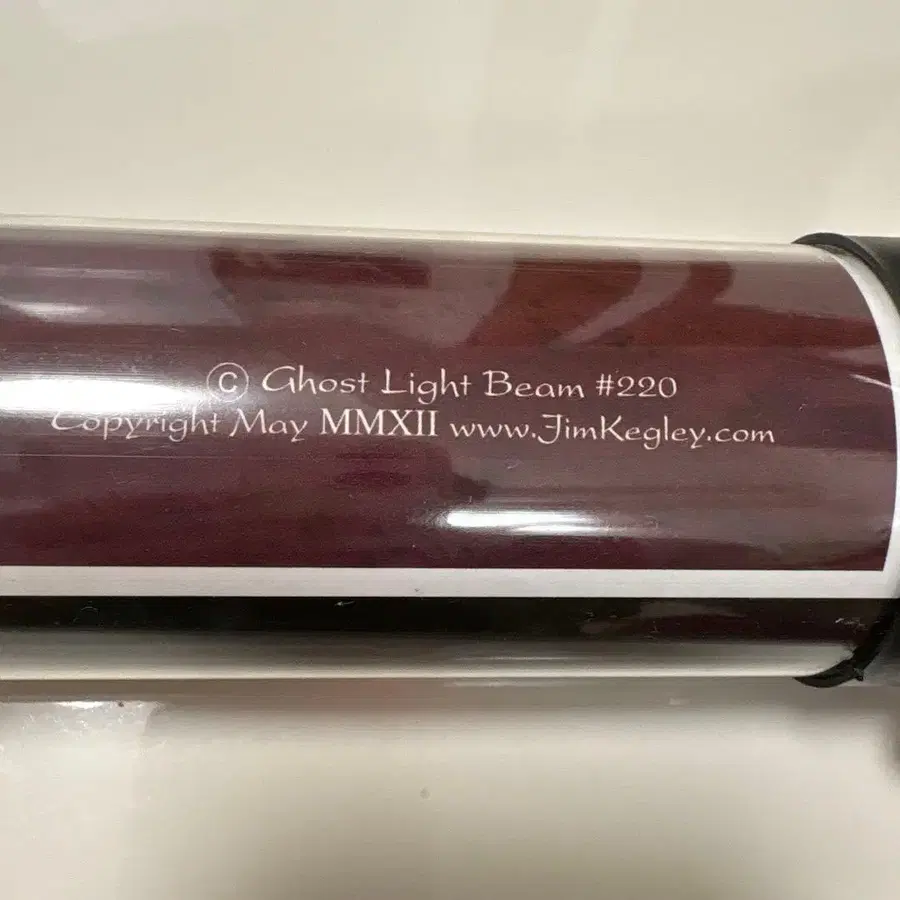 © Ghost Light Beam #220
Copyright May MMXII www.JimKegley.com